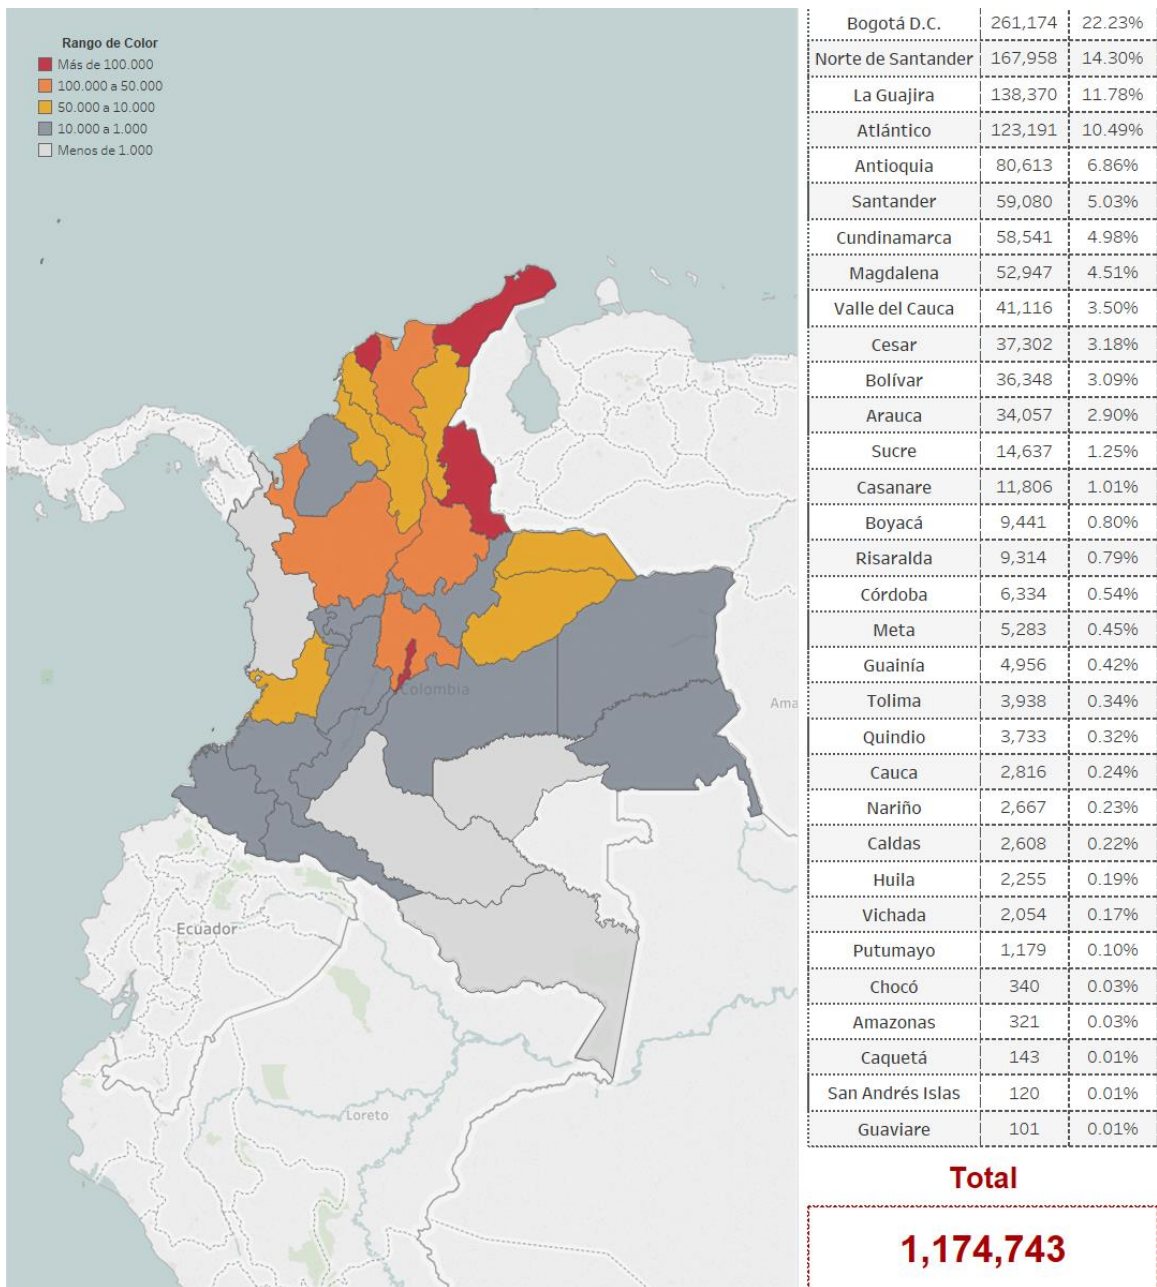 Rango de Color
Más de 100.000
100.000 a 50.000
50.000 a 10.000
10.000 a 1.000
Menos de 1.000
Colombia
Ama
Ecuador
Loreto
Bogotá D.C. 261,174 22.23%
Norte de Santander 167,958 14.30%
La Guajira 138,370 11.78%
Atlántico 123,191 10.49%
Antioquia 80,613 6.86%
Santander 59,080 5.03%
Cundinamarca 58,541 4.98%
Magdalena 52,947 4.51%
Valle del Cauca 41,116 3.50%
Cesar 37,302 3.18%
Bolívar 36,348 3.09%
Arauca 34,057 2.90%
Sucre 14,637 1.25%
Casanare 11,806 1.01%
Boyacá 9,441 0.80%
Risaralda 9,314 0.79%
Córdoba 6,334 0.54%
Meta 5,283 0.45%
Guainía 4,956 0.42%
Tolima 3,938 0.34%
Quindio 3,733 0.32%
Cauca 2,816 0.24%
Nariño 2,667 0.23%
Caldas 2,608 0.22%
Huila 2,255 0.19%
Vichada 2,054 0.17%
Putumayo 1,179 0.10%
Chocó 340 0.03%
Amazonas 321 0.03%
Caquetá 143 0.01%
San Andrés Islas 120 0.01%
Guaviare 101 0.01%
Total
1,174,743